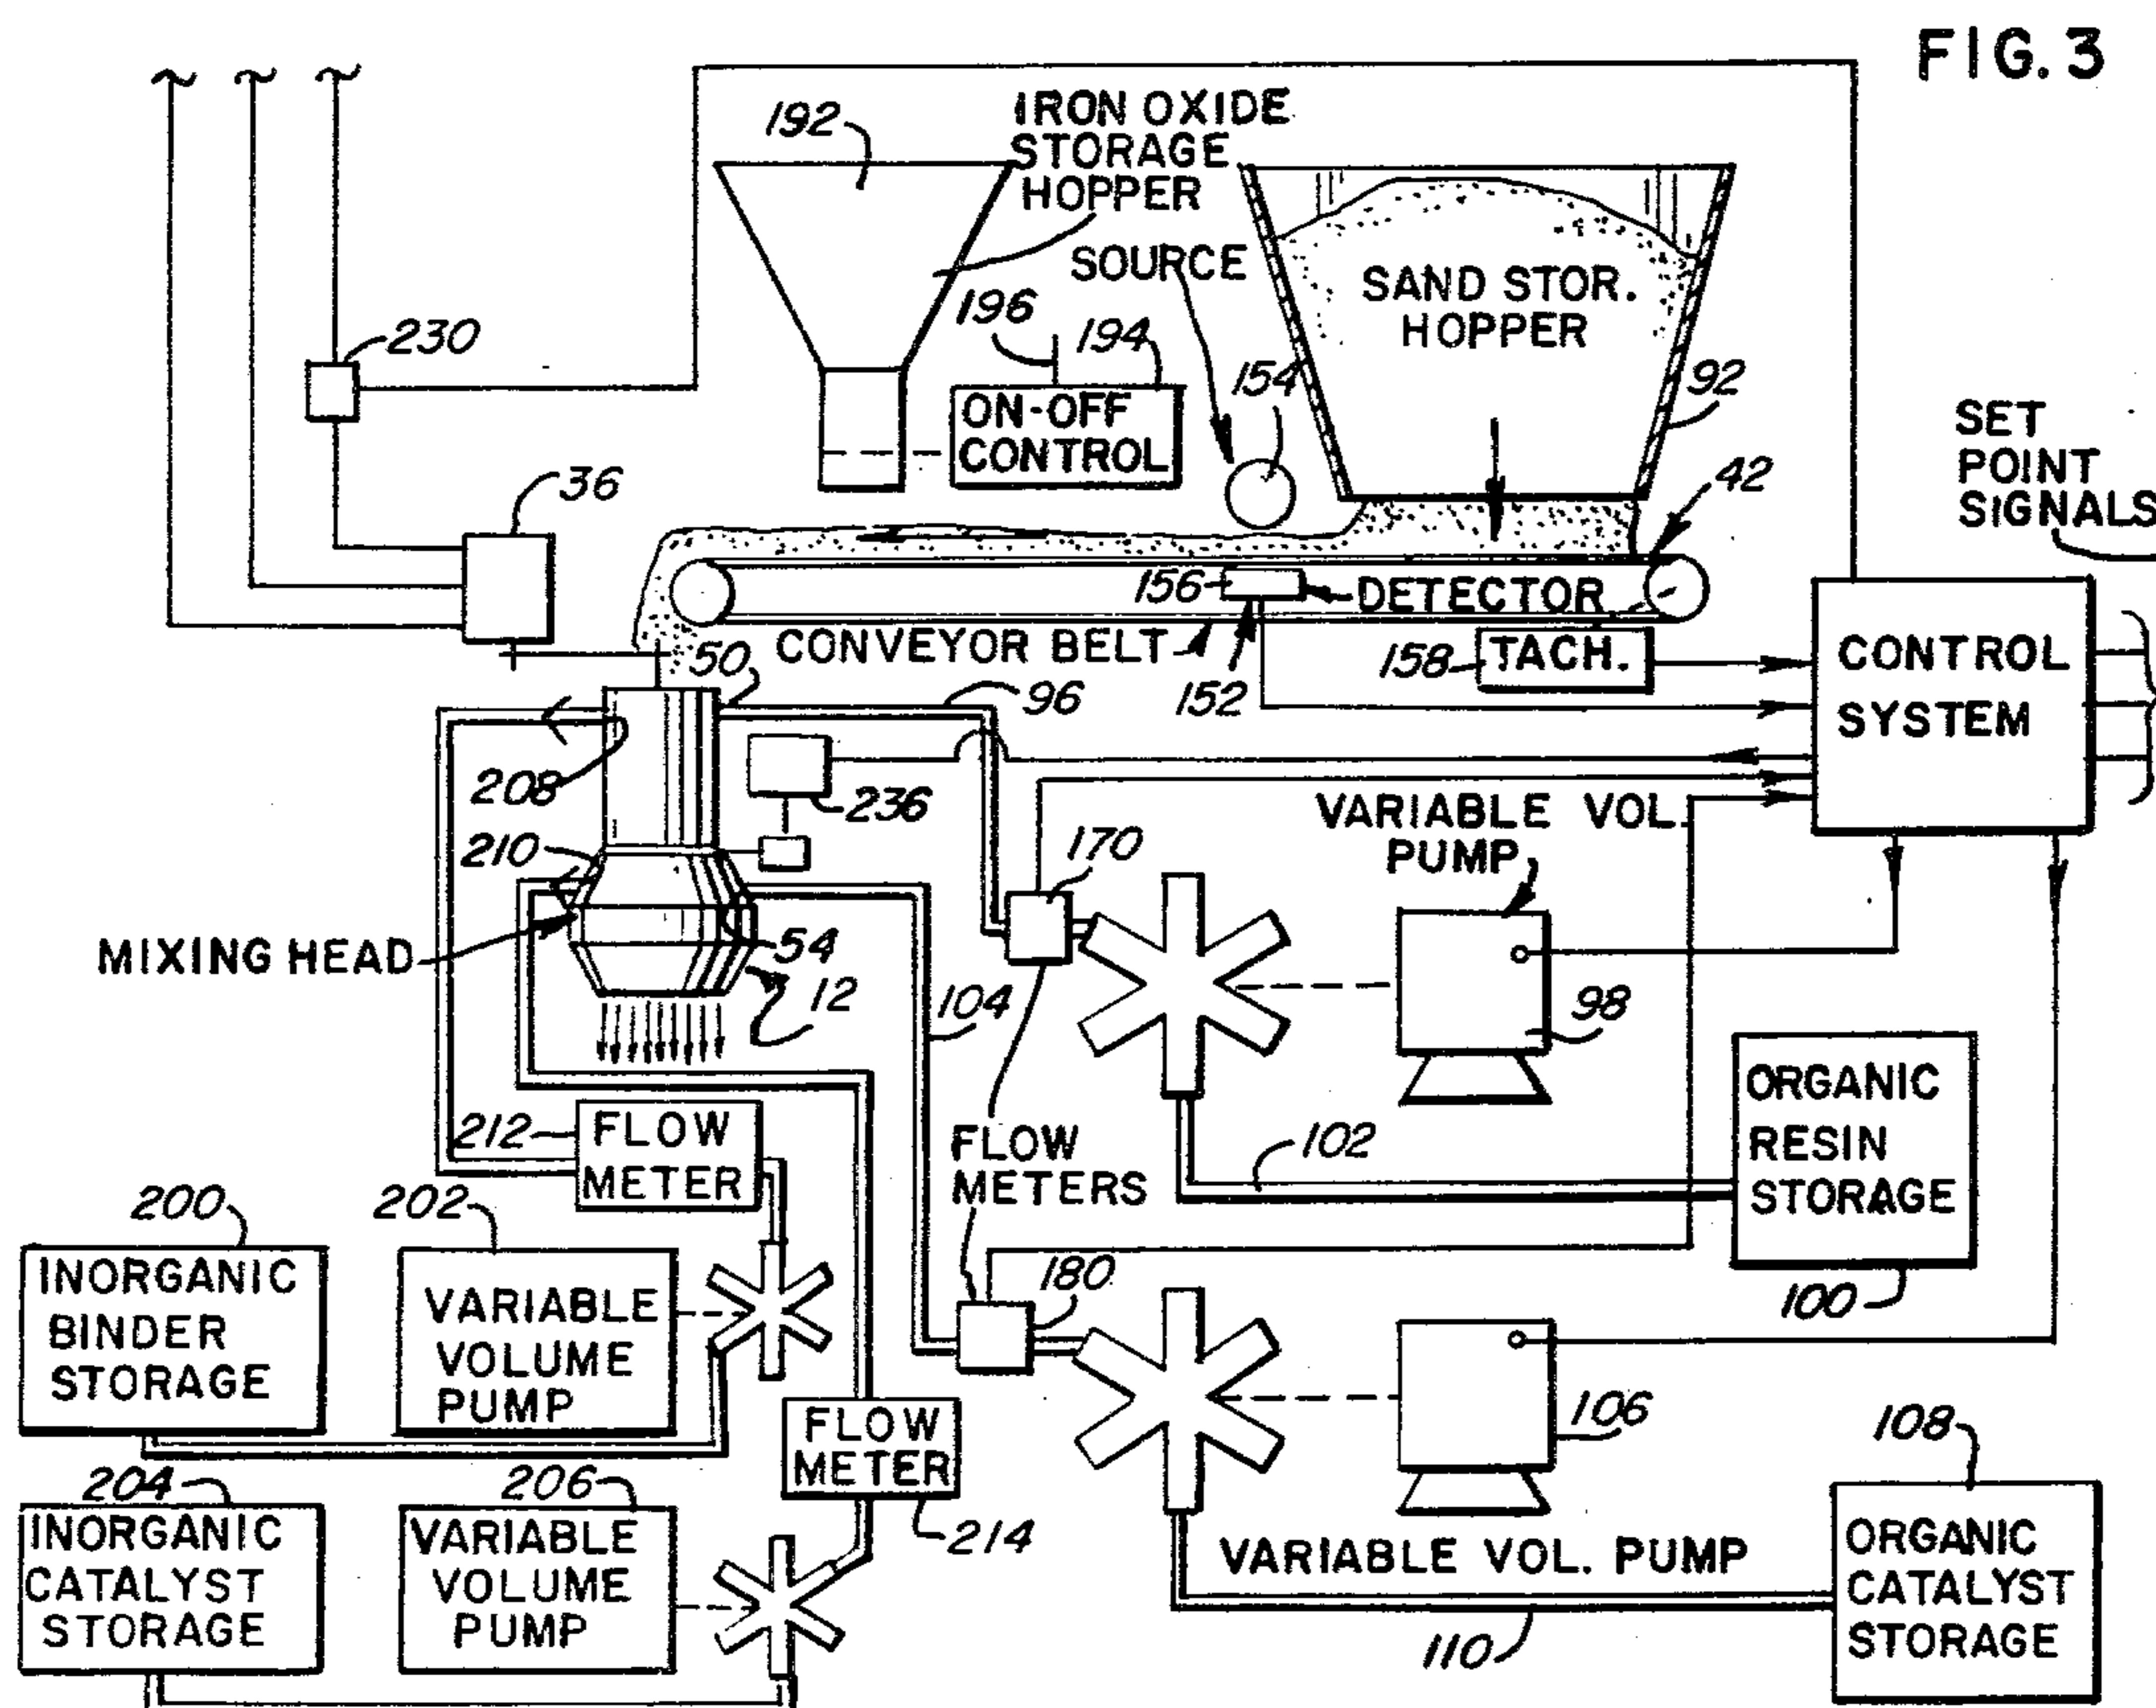 FIG. 3
192
IRON OXIDE
STORAGE
HOPPER
SOURCE
SAND STOR.
HOPPER
230
196
194
154
92
ON-OFF
CONTROL
SET
POINT
SIGNALS
36
42
156
DETECTOR
CONVEYOR BELT
50
158
TACH.
CONTROL
SYSTEM
96
152
208
236
VARIABLE VOL.
PUMP
210
170
MIXING HEAD
54
12
104
98
ORGANIC
RESIN
STORAGE
212
FLOW
METER
FLOW
METERS
102
200
202
100
180
INORGANIC
BINDER
STORAGE
VARIABLE
VOLUME
PUMP
106
108
FLOW
METER
204
206
214
INORGANIC
CATALYST
STORAGE
VARIABLE
VOLUME
PUMP
VARIABLE VOL. PUMP
110
ORGANIC
CATALYST
STORAGE